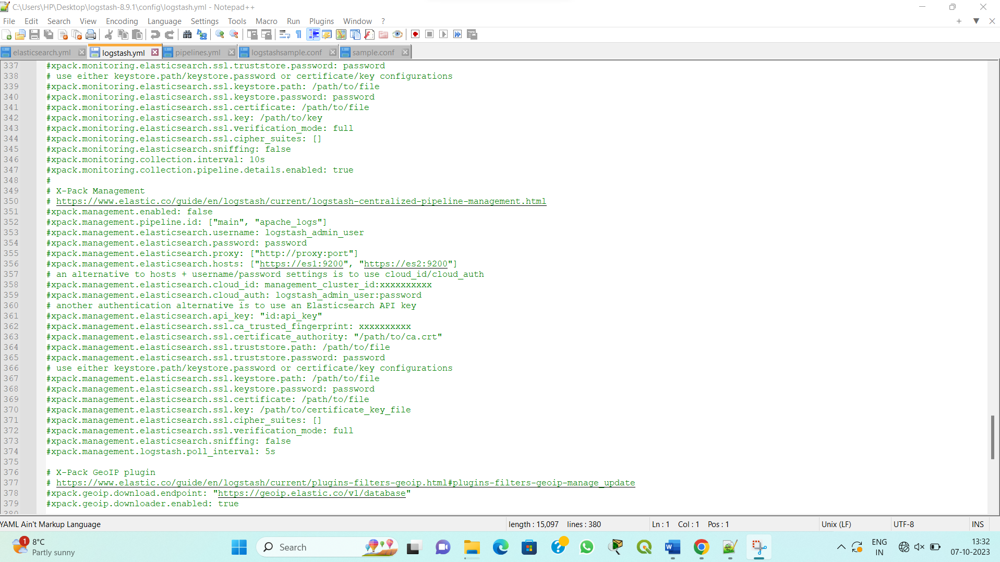 C:\Users\HP\Desktop\logstash-8.9.1\config\logstash.yml - Notepad++
File Edit Search View Encoding Language Settings Tools Macro Run Plugins Window ?
elasticsearch.yml logstash.yml pipelines.yml logstashsample.conf sample.conf
337 #xpack.monitoring.elasticsearch.ssl.truststore.password: password
338 # use either keystore.path/keystore.password or certificate/key configurations
339 #xpack.monitoring.elasticsearch.ssl.keystore.path: /path/to/file
340 #xpack.monitoring.elasticsearch.ssl.keystore.password: password
341 #xpack.monitoring.elasticsearch.ssl.certificate: /path/to/file
342 #xpack.monitoring.elasticsearch.ssl.key: /path/to/key
343 #xpack.monitoring.elasticsearch.ssl.verification_mode: full
344 #xpack.monitoring.elasticsearch.ssl.cipher_suites: []
345 #xpack.monitoring.elasticsearch.sniffing: false
346 #xpack.monitoring.collection.interval: 10s
347 #xpack.monitoring.collection.pipeline.details.enabled: true
348 #
349 # X-Pack Management
350 # https://www.elastic.co/guide/en/logstash/current/logstash-centralized-pipeline-management.html
351 #xpack.management.enabled: false
352 #xpack.management.pipeline.id: ["main", "apache_logs"]
353 #xpack.management.elasticsearch.username: logstash_admin_user
354 #xpack.management.elasticsearch.password: password
355 #xpack.management.elasticsearch.proxy: ["http://proxy:port"]
356 #xpack.management.elasticsearch.hosts: ["https://es1:9200", "https://es2:9200"]
357 # an alternative to hosts + username/password settings is to use cloud_id/cloud_auth
358 #xpack.management.elasticsearch.cloud_id: management_cluster_id:xxxxxxxxxx
359 #xpack.management.elasticsearch.cloud_auth: logstash_admin_user:password
360 # another authentication alternative is to use an Elasticsearch API key
361 #xpack.management.elasticsearch.api_key: "id:api_key"
362 #xpack.management.elasticsearch.ssl.ca_trusted_fingerprint: xxxxxxxxxx
363 #xpack.management.elasticsearch.ssl.certificate_authority: "/path/to/ca.crt"
364 #xpack.management.elasticsearch.ssl.truststore.path: /path/to/file
365 #xpack.management.elasticsearch.ssl.truststore.password: password
366 # use either keystore.path/keystore.password or certificate/key configurations
367 #xpack.management.elasticsearch.ssl.keystore.path: /path/to/file
368 #xpack.management.elasticsearch.ssl.keystore.password: password
369 #xpack.management.elasticsearch.ssl.certificate: /path/to/file
370 #xpack.management.elasticsearch.ssl.key: /path/to/certificate_key_file
371 #xpack.management.elasticsearch.ssl.cipher_suites: []
372 #xpack.management.elasticsearch.ssl.verification_mode: full
373 #xpack.management.elasticsearch.sniffing: false
374 #xpack.management.logstash.poll_interval: 5s
375
376 # X-Pack GeoIP plugin
377 # https://www.elastic.co/guide/en/logstash/current/plugins-filters-geoip.html#plugins-filters-geoip-manage_update
378 #xpack.geoip.download.endpoint: "https://geoip.elastic.co/v1/database"
379 #xpack.geoip.downloader.enabled: true
380
YAML Ain't Markup Language length : 15,097 lines : 380 Ln : 1 Col : 1 Pos : 1 Unix (LF) UTF-8 INS
1 8°C
Partly sunny
Search
ENG
IN
13:32
07-10-2023